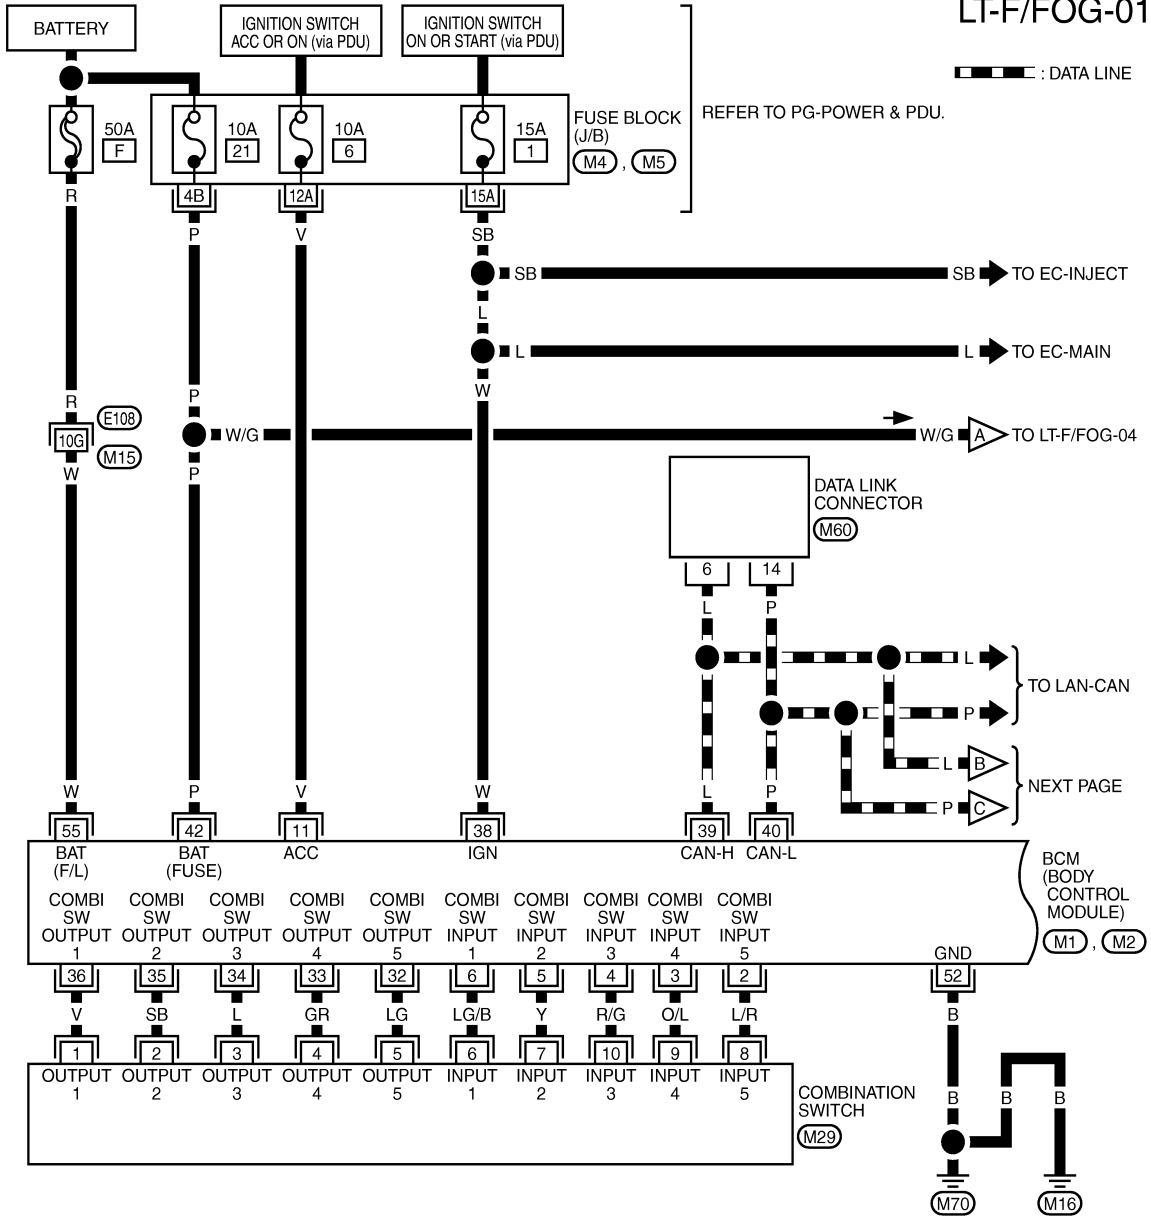 LT-F/FOG-01
: DATA LINE
BATTERY
IGNITION SWITCH
ACC OR ON (via PDU)
IGNITION SWITCH
ON OR START (via PDU)
REFER TO PG-POWER & PDU.
50A
F
10A
21
10A
6
15A
1
FUSE BLOCK
(J/B)
M4 , M5
4B
12A
15A
R
P
V
SB
SB
SB
TO EC-INJECT
L
L
L
TO EC-MAIN
W
R
P
E108
10G
M15
W/G
W/G
A
TO LT-F/FOG-04
W
P
DATA LINK
CONNECTOR
M60
6
14
L
P
L
P
TO LAN-CAN
L
B
P
C
NEXT PAGE
W
P
V
W
L
P
55
42
11
38
39
40
BAT
(F/L)
BAT
(FUSE)
ACC
IGN
CAN-H
CAN-L
BCM
(BODY
CONTROL
MODULE)
M1 , M2
COMBI
SW
OUTPUT
1
COMBI
SW
OUTPUT
2
COMBI
SW
OUTPUT
3
COMBI
SW
OUTPUT
4
COMBI
SW
OUTPUT
5
COMBI
SW
INPUT
1
COMBI
SW
INPUT
2
COMBI
SW
INPUT
3
COMBI
SW
INPUT
4
COMBI
SW
INPUT
5
GND
36
35
34
33
32
6
5
4
3
2
52
V
SB
L
GR
LG
LG/B
Y
R/G
O/L
L/R
B
1
2
3
4
5
6
7
10
9
8
OUTPUT
1
OUTPUT
2
OUTPUT
3
OUTPUT
4
OUTPUT
5
INPUT
1
INPUT
2
INPUT
3
INPUT
4
INPUT
5
COMBINATION
SWITCH
M29
B
B
B
M70
M16